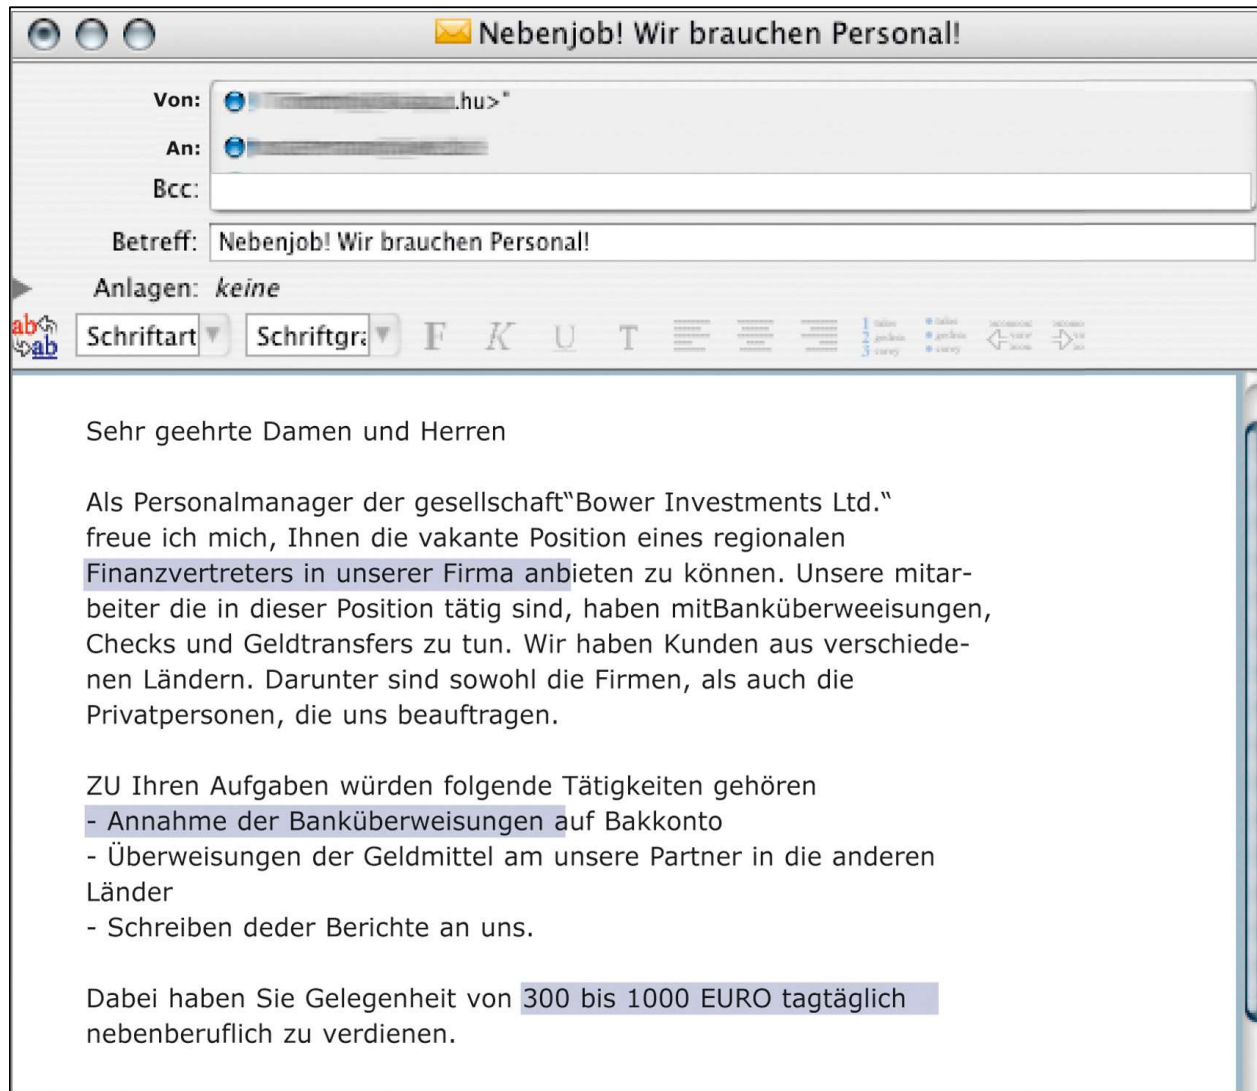 Nebenjob! Wir brauchen Personal!
Von: .hu>"
An:
Bcc:
Betreff: Nebenjob! Wir brauchen Personal!
Anlagen: keine
Schriftart Schriftgrö F K U T
Sehr geehrte Damen und Herren
Als Personalmanager der gesellschaft“Bower Investments Ltd.“
freue ich mich, Ihnen die vakante Position eines regionalen
Finanzvertreters in unserer Firma anbieten zu können. Unsere mitar-
beiter die in dieser Position tätig sind, haben mitBanküberweeisungen,
Checks und Geldtransfers zu tun. Wir haben Kunden aus verschiede-
nen Ländern. Darunter sind sowohl die Firmen, als auch die
Privatpersonen, die uns beauftragen.
ZU Ihren Aufgaben würden folgende Tätigkeiten gehören
- Annahme der Banküberweisungen auf Bakkonto
- Überweisungen der Geldmittel am unsere Partner in die anderen
Länder
- Schreiben deder Berichte an uns.
Dabei haben Sie Gelegenheit von 300 bis 1000 EURO tagtäglich
nebenberuflich zu verdienen.